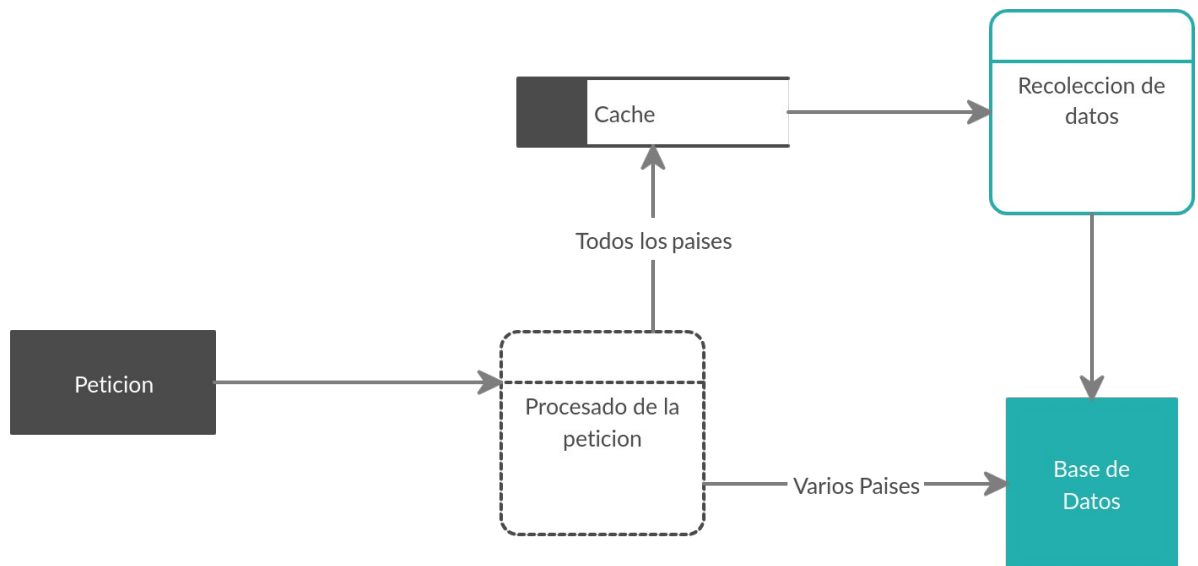 Recoleccion de
datos
Cache
Todos los paises
Peticion
Procesado de la
peticion
Varios Paises
Base de
Datos